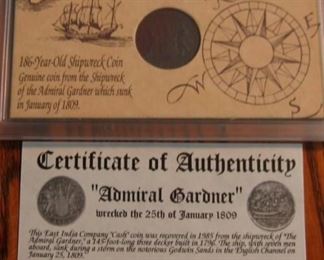 E
W
S
186-Year-Old Shipwreck Coin
Genuine coin from the Shipwreck
of the Admiral Gardner which sunk
in January of 1809.
Certificate of Authenticity
"Admiral Gardner"
wrecked the 25th of January 1809
This East India Company "Cash" coin was recovered in 1985 from the shipwreck of "The
Admiral Gardner," a 145-foot-long three decker built in 1796. The ship, with seven men
aboard, sank during a storm on the notorious Godwin Sands in the English Channel on
January 25, 1809.